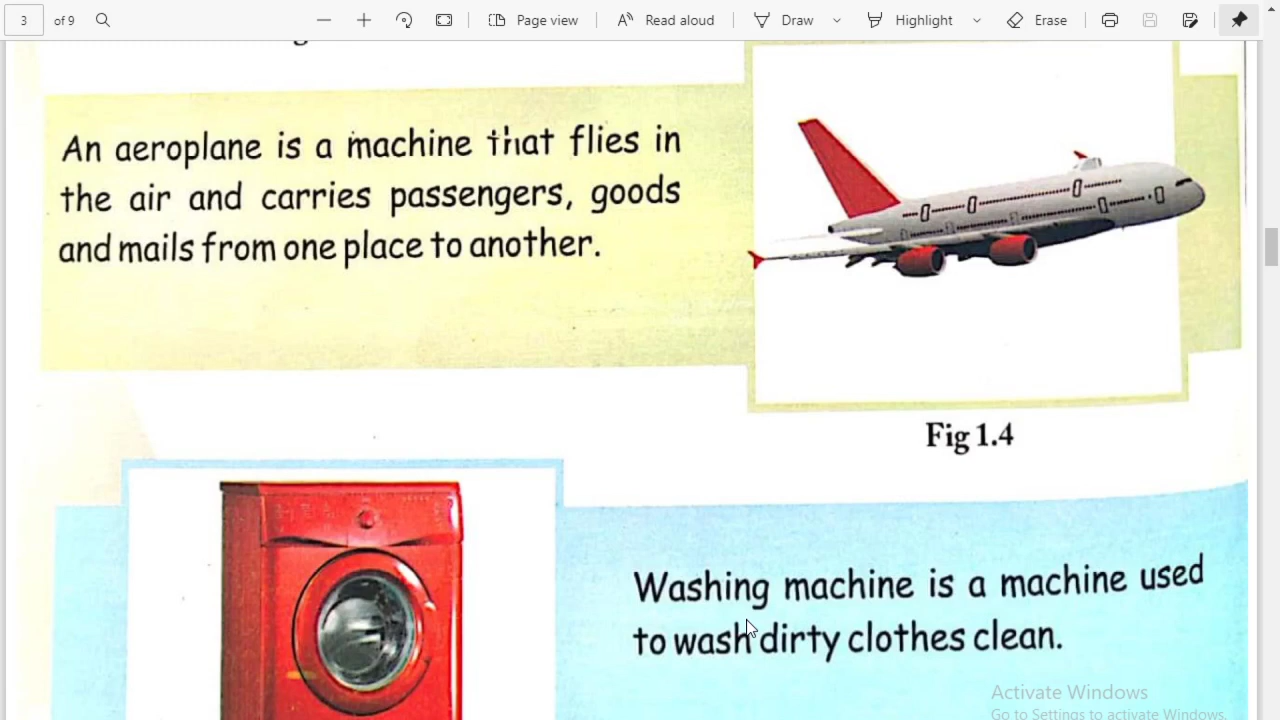 3 of 9 Page view Read aloud Draw Highlight Erase
An aeroplane is a machine that flies in
the air and carries passengers, goods
and mails from one place to another.
Fig 1.4
Washing machine is a machine used
to wash dirty clothes clean.
Activate Windows
Go to Settings to activate Windows.